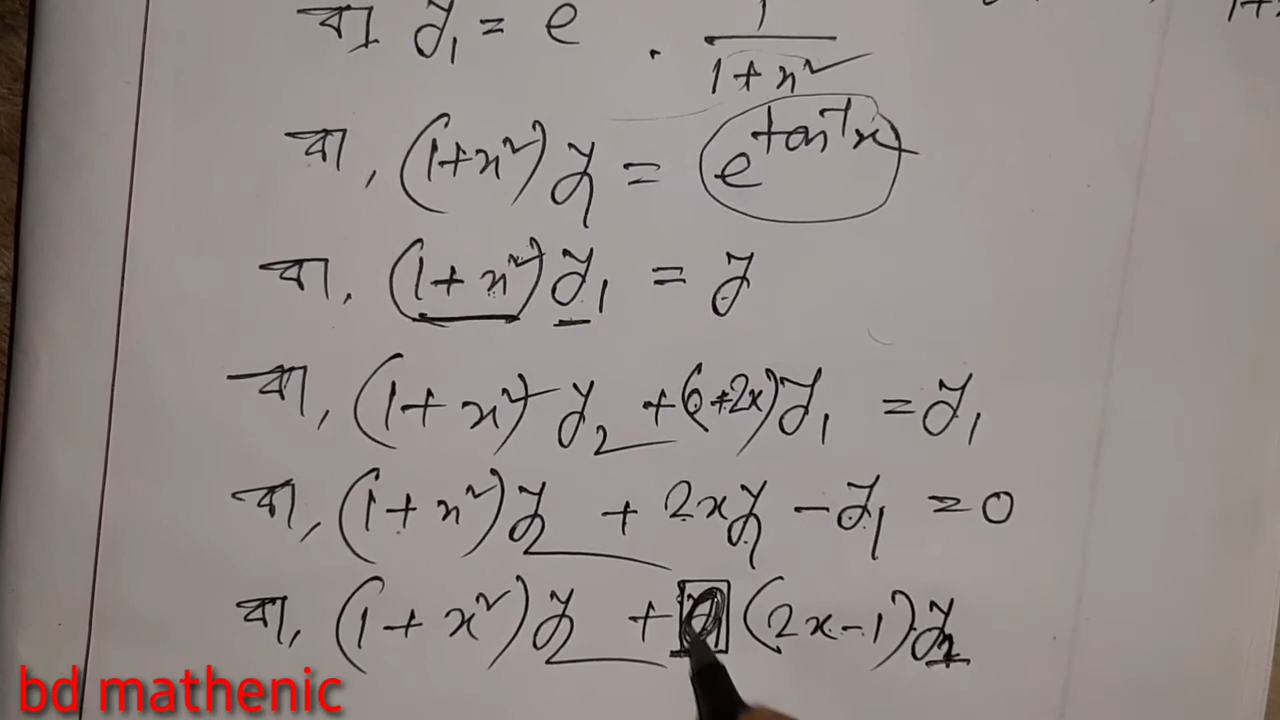 বা, y₁ = e · 1/(1+x²)
বা, (1+x²)y₁ = e^tan⁻¹x
বা, (1+x²)y₁ = y
বা, (1+x²)y₂ + (0+2x)y₁ = y₁
বা, (1+x²)y₂ + 2xy₁ - y₁ = 0
বা, (1+x²)y₂ + (2x-1)y₁
bd mathenic